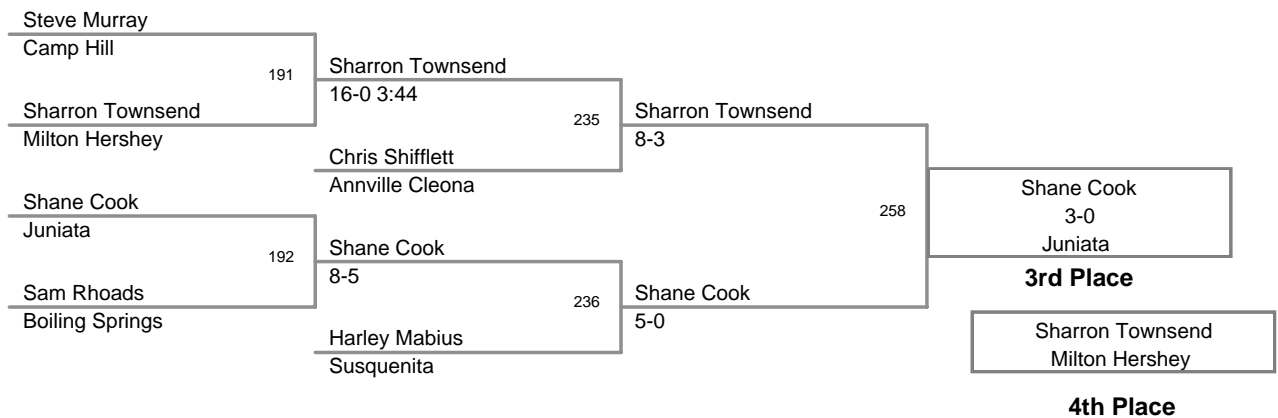 Steve Murray
Camp Hill
191
Sharron Townsend
16-0 3:44
Sharron Townsend
Milton Hershey
235
Sharron Townsend
8-3
Chris Shifflett
Annville Cleona
Shane Cook
Juniata
192
Shane Cook
8-5
Sam Rhoads
Boiling Springs
236
Shane Cook
5-0
Harley Mabius
Susquenita
258
Shane Cook
3-0
Juniata
3rd Place
Sharron Townsend
Milton Hershey
4th Place